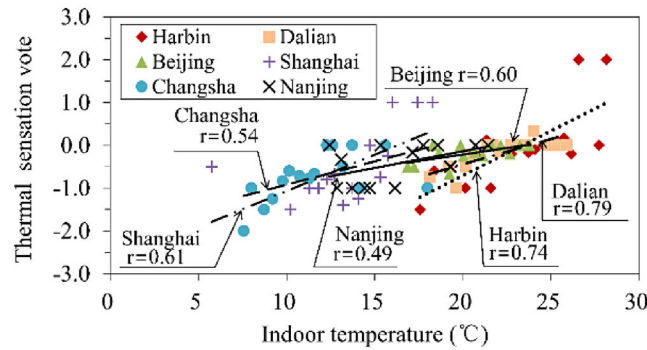 Thermal sensation vote
3.0
2.0
1.0
0.0
-1.0
-2.0
-3.0
Harbin
Dalian
Beijing
Shanghai
Changsha
Nanjing
Beijing r=0.60
Changsha
r=0.54
Shanghai
r=0.61
Nanjing
r=0.49
Harbin
r=0.74
Dalian
r=0.79
0 5 10 15 20 25 30
Indoor temperature (℃)